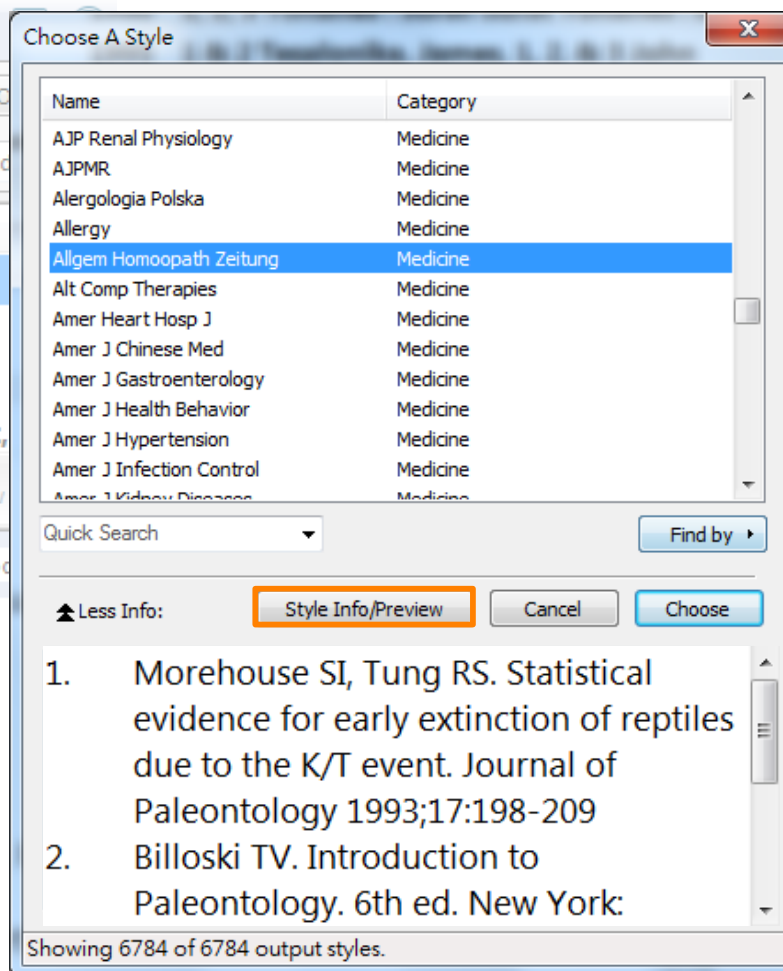 Choose A Style
Name Category
AJP Renal Physiology Medicine
AJPMR Medicine
Alergologia Polska Medicine
Allergy Medicine
Allgem Homoopath Zeitung Medicine
Alt Comp Therapies Medicine
Amer Heart Hosp J Medicine
Amer J Chinese Med Medicine
Amer J Gastroenterology Medicine
Amer J Health Behavior Medicine
Amer J Hypertension Medicine
Amer J Infection Control Medicine
Amer J Kidney Diseases Medicine
Quick Search Find by
Less Info: Style Info/Preview Cancel Choose
1. Morehouse SI, Tung RS. Statistical
evidence for early extinction of reptiles
due to the K/T event. Journal of
Paleontology 1993;17:198-209
2. Billoski TV. Introduction to
Paleontology. 6th ed. New York:
Showing 6784 of 6784 output styles.